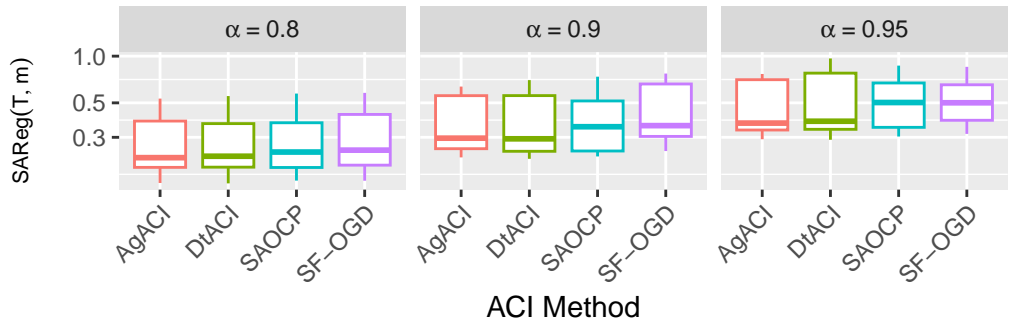 α = 0.8
α = 0.9
α = 0.95
SAReg(T, m)
1.0
0.5
0.3
AgACI
DtACI
SAOCP
SF−OGD
AgACI
DtACI
SAOCP
SF−OGD
AgACI
DtACI
SAOCP
SF−OGD
ACI Method